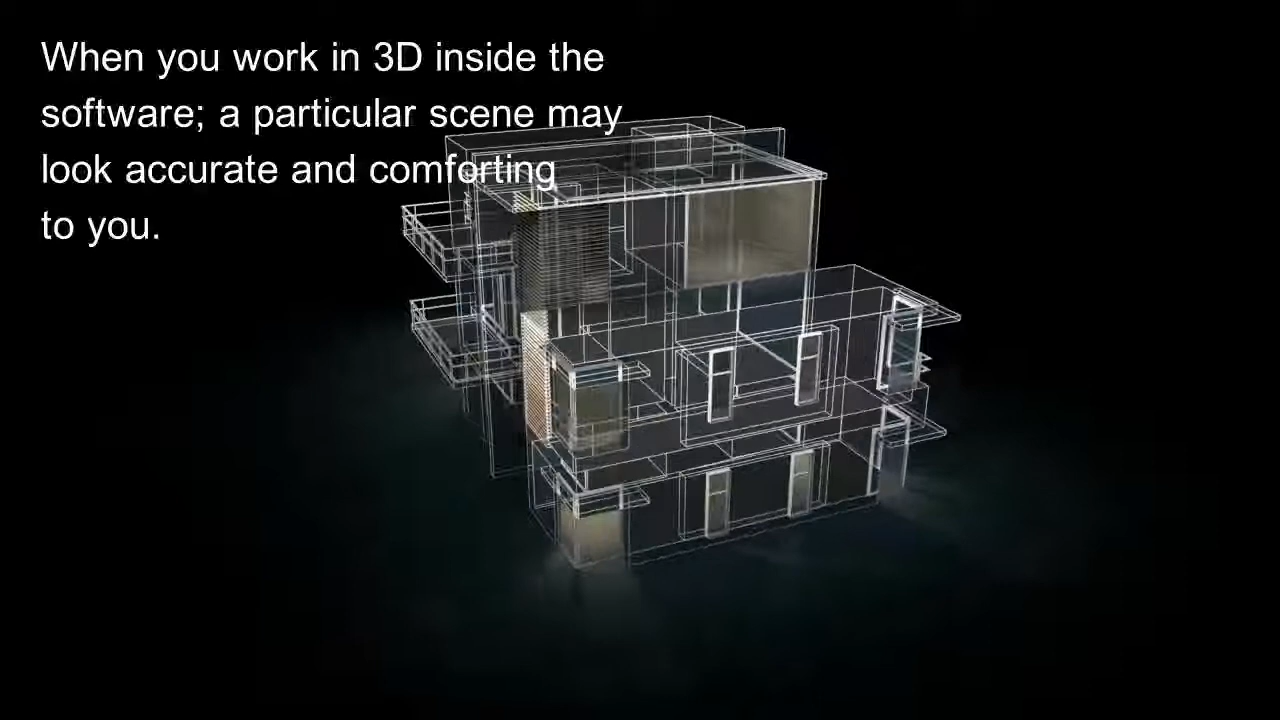 When you work in 3D inside the
software; a particular scene may
look accurate and comforting
to you.